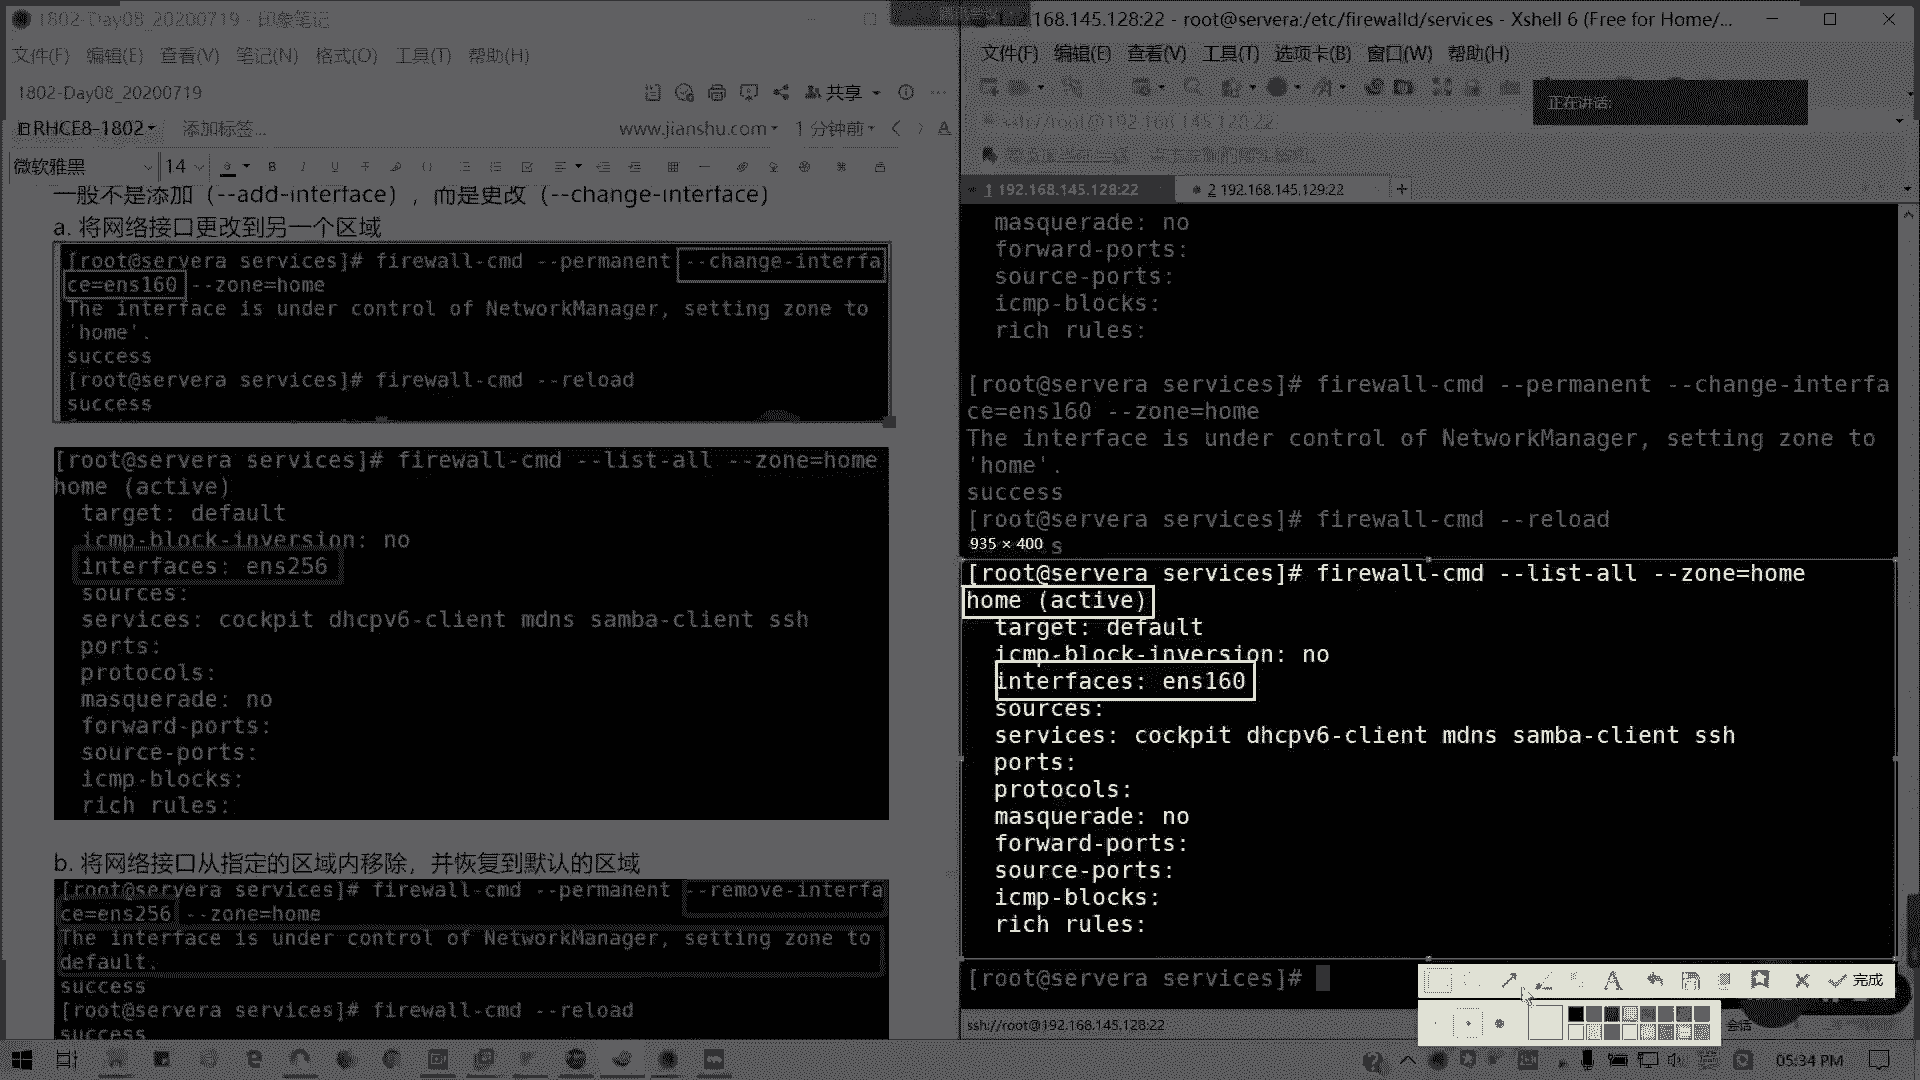 1802-Day08_20200719 - 印象笔记
文件(F) 编辑(E) 查看(V) 笔记(N) 格式(O) 工具(T) 帮助(H)
1802-Day08_20200719
共享
RHCE8-1802 添加标签...
www.jianshu.com 1 分钟前
微软雅黑 14
一般不是添加（--add-interface），而是更改（--change-interface）
a. 将网络接口更改到另一个区域
[root@servera services]# firewall-cmd --permanent --change-interfa
ce=ens160 --zone=home
The interface is under control of NetworkManager, setting zone to
'home'.
success
[root@servera services]# firewall-cmd --reload
success
[root@servera services]# firewall-cmd --list-all --zone=home
home (active)
target: default
icmp-block-inversion: no
interfaces: ens256
sources:
services: cockpit dhcpv6-client mdns samba-client ssh
ports:
protocols:
masquerade: no
forward-ports:
source-ports:
icmp-blocks:
rich rules:
b. 将网络接口从指定的区域内移除，并恢复到默认的区域
[root@servera services]# firewall-cmd --permanent --remove-interfa
ce=ens256 --zone=home
The interface is under control of NetworkManager, setting zone to
default.
success
[root@servera services]# firewall-cmd --reload
success
168.145.128:22 - root@servera:/etc/firewalld/services - Xshell 6 (Free for Home/...
文件(F) 编辑(E) 查看(V) 工具(T) 选项卡(B) 窗口(W) 帮助(H)
正在讲话:
ssh://root@192.168.145.128:22
1 192.168.145.128:22
2 192.168.145.129:22
masquerade: no
forward-ports:
source-ports:
icmp-blocks:
rich rules:
[root@servera services]# firewall-cmd --permanent --change-interfa
ce=ens160 --zone=home
The interface is under control of NetworkManager, setting zone to
'home'.
success
[root@servera services]# firewall-cmd --reload
935 × 400 s
[root@servera services]# firewall-cmd --list-all --zone=home
home (active)
target: default
icmp-block-inversion: no
interfaces: ens160
sources:
services: cockpit dhcpv6-client mdns samba-client ssh
ports:
protocols:
masquerade: no
forward-ports:
source-ports:
icmp-blocks:
rich rules:
[root@servera services]#
完成
ssh://root@192.168.145.128:22
会话
05:34 PM